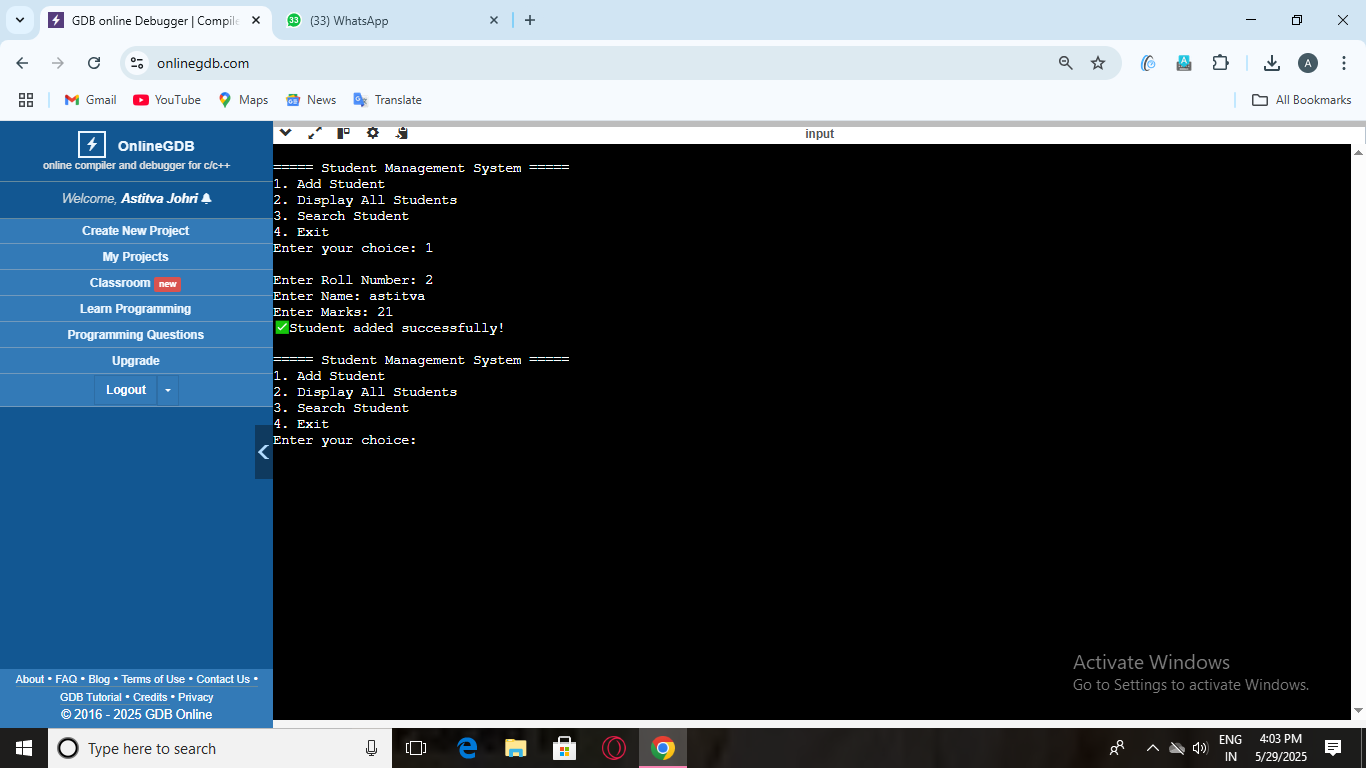 GDB online Debugger | Compile
(33) WhatsApp
onlinegdb.com
A
Gmail
YouTube
Maps
News
Translate
All Bookmarks
OnlineGDB
online compiler and debugger for c/c++
Welcome, Astitva Johri
Create New Project
My Projects
Classroom new
Learn Programming
Programming Questions
Upgrade
Logout
About • FAQ • Blog • Terms of Use • Contact Us •
GDB Tutorial • Credits • Privacy
© 2016 - 2025 GDB Online
input
===== Student Management System =====
1. Add Student
2. Display All Students
3. Search Student
4. Exit
Enter your choice: 1
Enter Roll Number: 2
Enter Name: astitva
Enter Marks: 21
✅Student added successfully!
===== Student Management System =====
1. Add Student
2. Display All Students
3. Search Student
4. Exit
Enter your choice:
Activate Windows
Go to Settings to activate Windows.
Type here to search
ENG
IN
4:03 PM
5/29/2025